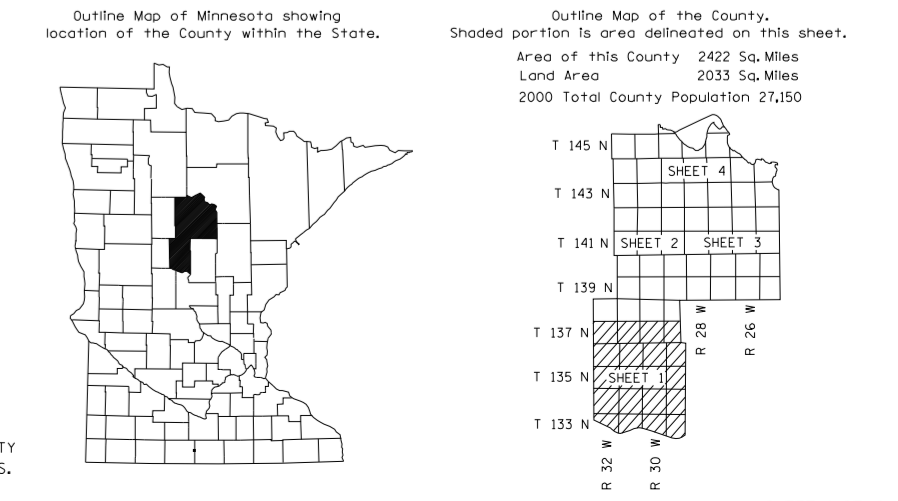 Outline Map of Minnesota showing
location of the County within the State.
Outline Map of the County.
Shaded portion is area delineated on this sheet.
Area of this County 2422 Sq. Miles
Land Area 2033 Sq. Miles
2000 Total County Population 27,150
T 145 N
SHEET 4
T 143 N
T 141 N
SHEET 2
SHEET 3
T 139 N
R 28 W
R 26 W
T 137 N
T 135 N
SHEET 1
T 133 N
R 32 W
R 30 W
TY
S.